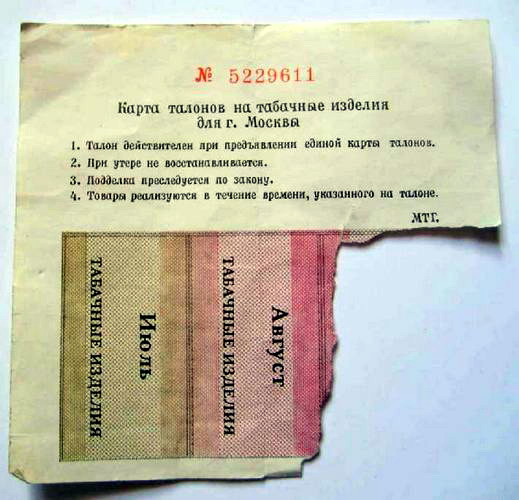 № 5229611
Карта талонов на табачные изделия
для г. Москвы
1. Талон действителен при предъявлении единой карты талонов.
2. При утере не восстанавливается.
3. Подделка преследуется по закону.
4. Товары реализуются в течение времени, указанного на талоне.
МТГ.
Июль
ТАБАЧНЫЕ ИЗДЕЛИЯ
Август
ТАБАЧНЫЕ ИЗДЕЛИЯ